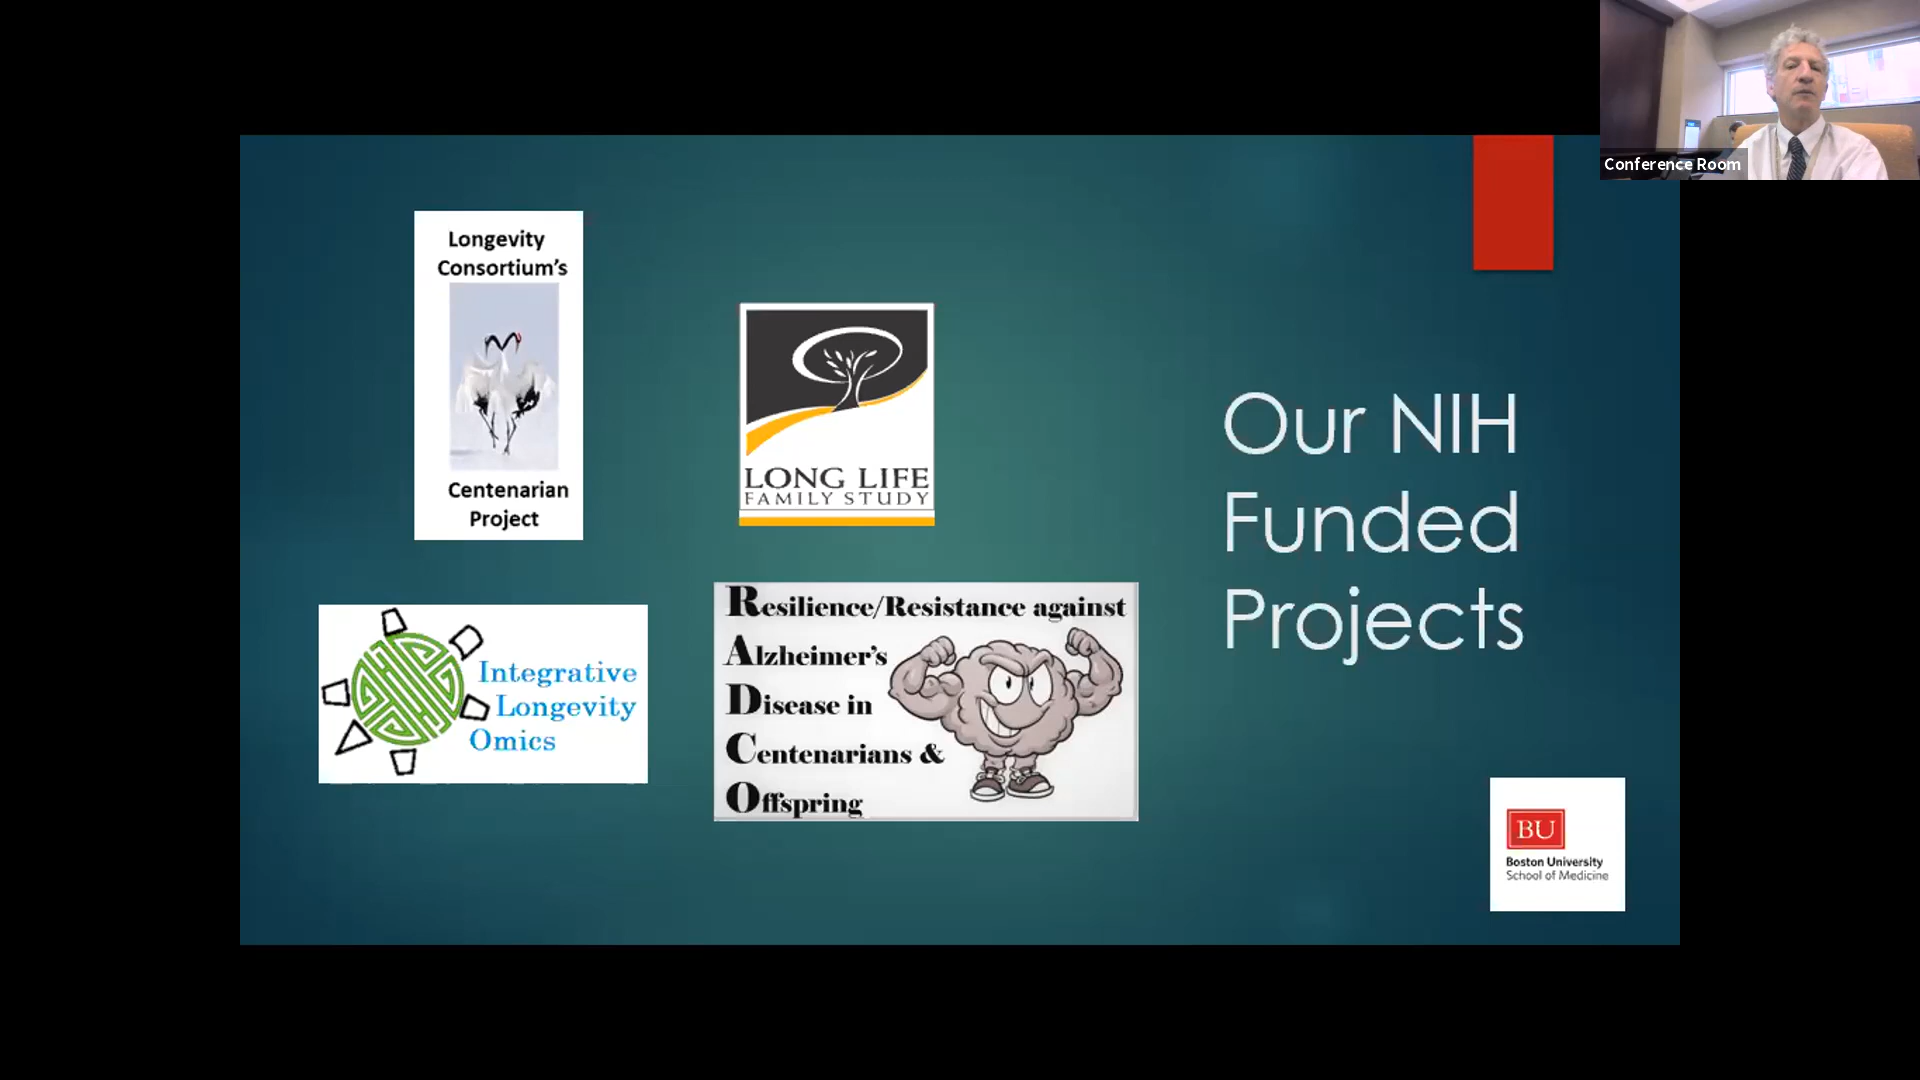 Conference Room
Longevity
Consortium's
Centenarian
Project
LONG LIFE
FAMILY STUDY
Our NIH
Funded
Projects
Integrative
Longevity
Omics
Resilience/Resistance against
Alzheimer's
Disease in
Centenarians &
Offspring
BU
Boston University
School of Medicine